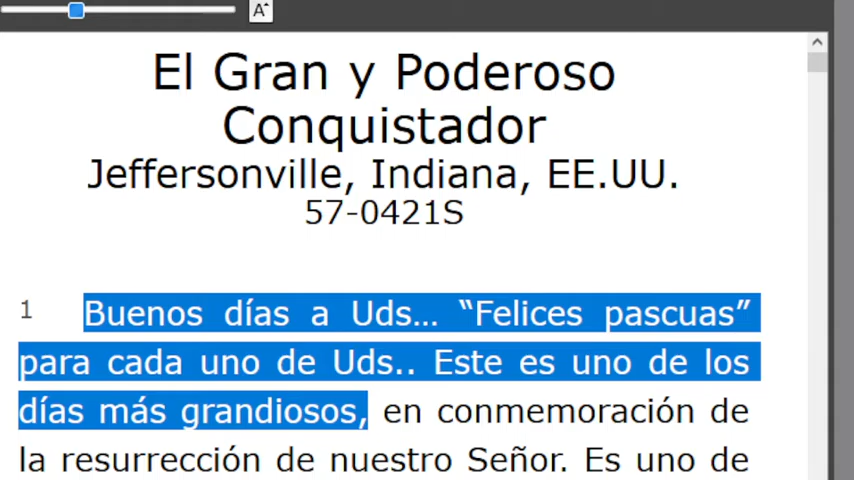 A
El Gran y Poderoso
Conquistador
Jeffersonville, Indiana, EE.UU.
57-0421S
1 Buenos días a Uds... “Felices pascuas”
para cada uno de Uds.. Este es uno de los
días más grandiosos, en conmemoración de
la resurrección de nuestro Señor. Es uno de